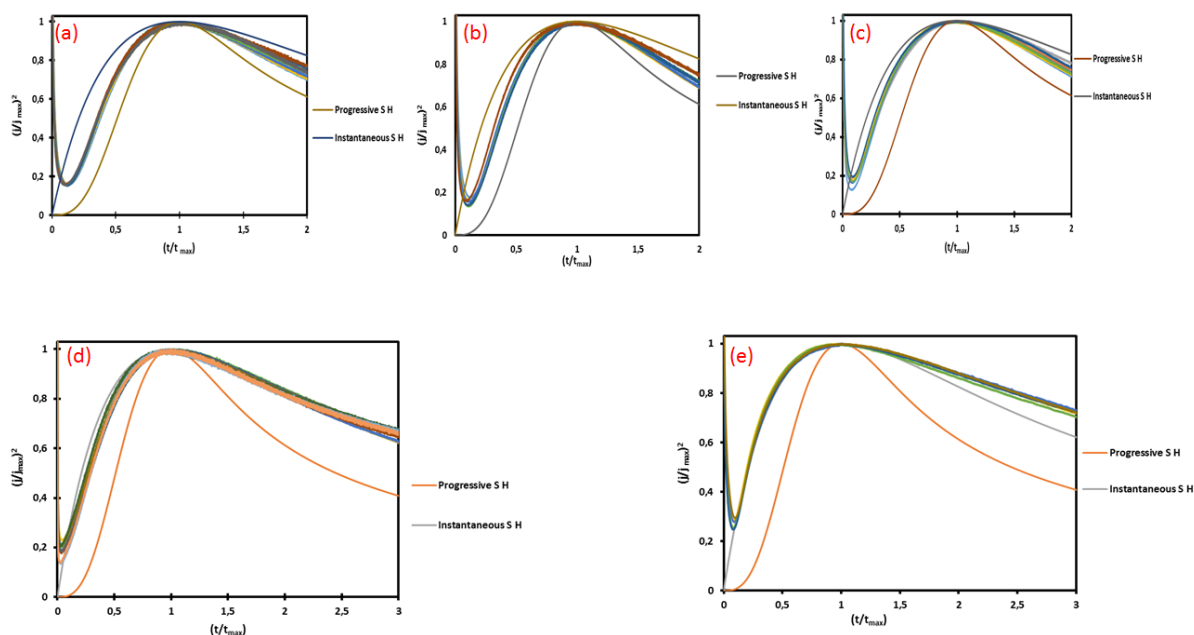 (a)
1
0,8
0,6
0,4
0,2
0
(j/j max)²
0 0,5 1 1,5 2
(t/t max)
Progressive S H
Instantaneous S H
(b)
1
0,8
0,6
0,4
0,2
0
(j/j max)²
0 0,5 1 1,5 2
(t/tmax)
Progressive S H
Instantaneous S H
(c)
1
0,8
0,6
0,4
0,2
0
(j/j max)²
0 0,5 1 1,5 2
(t/tmax)
Progressive S H
Instantaneous S H
(d)
1
0,8
0,6
0,4
0,2
0
(j/jmax)²
0 0,5 1 1,5 2 2,5 3
(t/tmax)
Progressive S H
Instantaneous S H
(e)
1
0,8
0,6
0,4
0,2
0
(j/j max)²
0 0,5 1 1,5 2 2,5 3
(t/tmax)
Progressive S H
Instantaneous S H